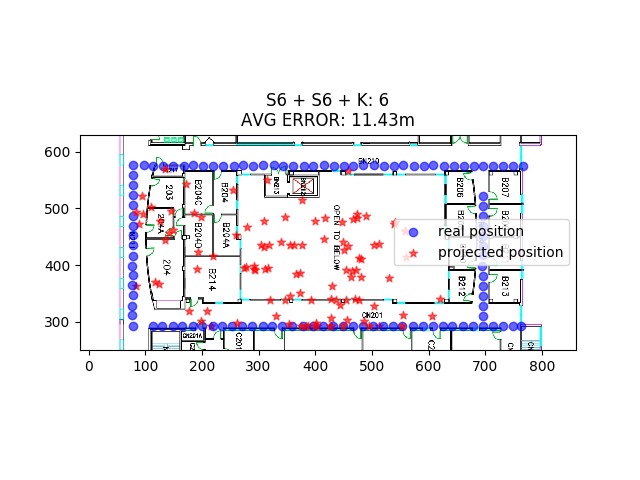 S6 + S6 + K: 6
AVG ERROR: 11.43m
600
500
400
300
0
100
200
300
400
500
600
700
800
real position
projected position
203
204
B204C
B204
B204D
B204A
B214
OPEN TO BELOW
CN201
B206
B207
B212
B213